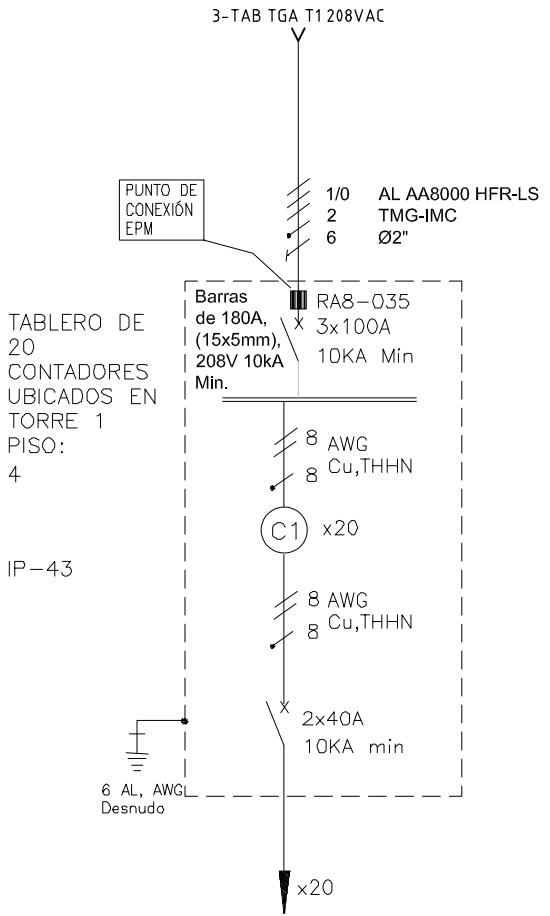 3-TAB TGA T1 208VAC
PUNTO DE
CONEXIÓN
EPM
1/0 AL AA8000 HFR-LS
2 TMG-IMC
6 Ø2"
Barras
de 180A,
(15x5mm),
208V 10kA
Min.
RA8-035
3x100A
10KA Min
TABLERO DE
20
CONTADORES
UBICADOS EN
TORRE 1
PISO:
4
IP-43
8 AWG
8 Cu,THHN
C1 x20
8 AWG
8 Cu,THHN
2x40A
10KA min
6 AL, AWG
Desnudo
x20